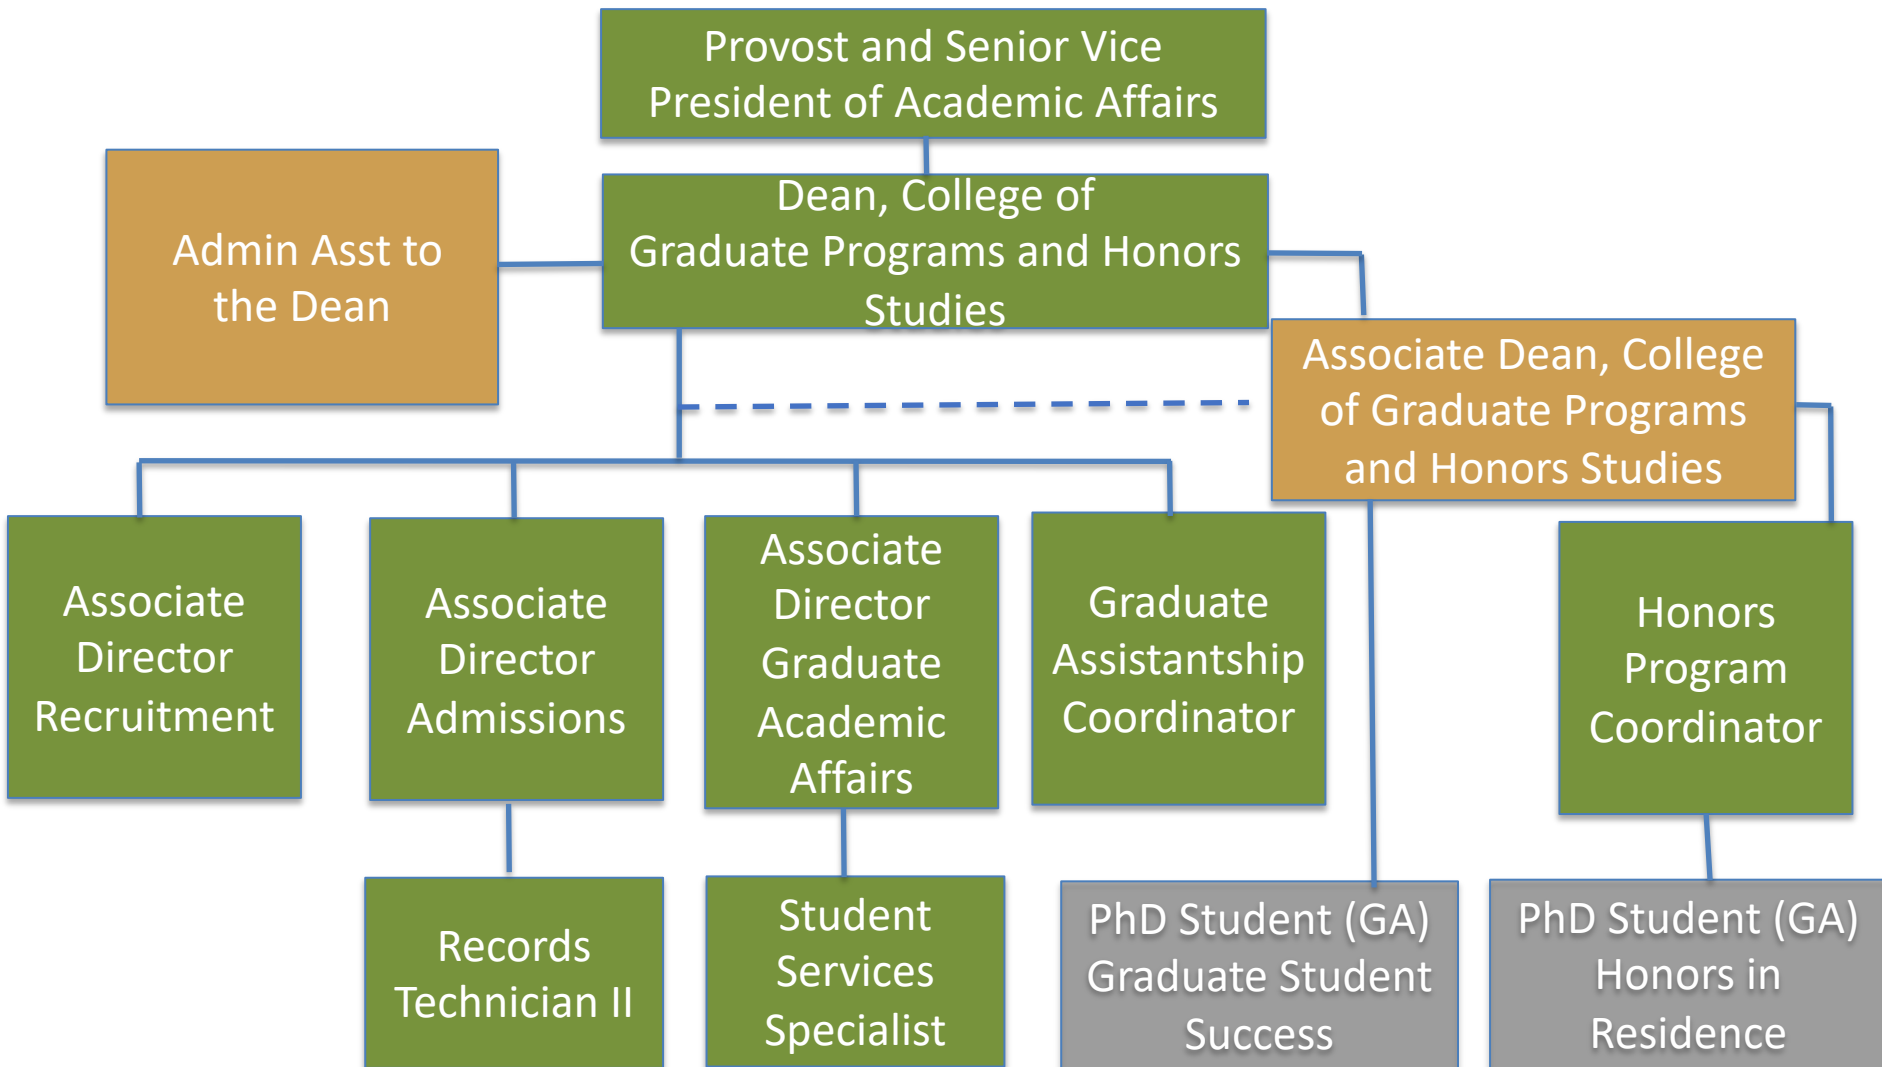 Provost and Senior Vice
President of Academic Affairs
Admin Asst to
the Dean
Dean, College of
Graduate Programs and Honors
Studies
Associate Dean, College
of Graduate Programs
and Honors Studies
Associate
Director
Recruitment
Associate
Director
Admissions
Associate
Director
Graduate
Academic
Affairs
Graduate
Assistantship
Coordinator
Honors
Program
Coordinator
Records
Technician II
Student
Services
Specialist
PhD Student (GA)
Graduate Student
Success
PhD Student (GA)
Honors in
Residence